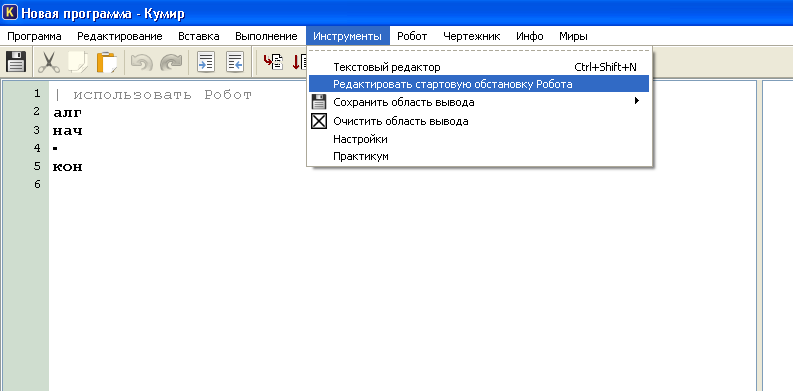 Новая программа - Кумир
Программа Редактирование Вставка Выполнение Инструменты Робот Чертежник Инфо Миры
Текстовый редактор Ctrl+Shift+N
Редактировать стартовую обстановку Робота
Сохранить область вывода
Очистить область вывода
Настройки
Практикум
1 | использовать Робот
2 алг
3 нач
4 •
5 кон
6